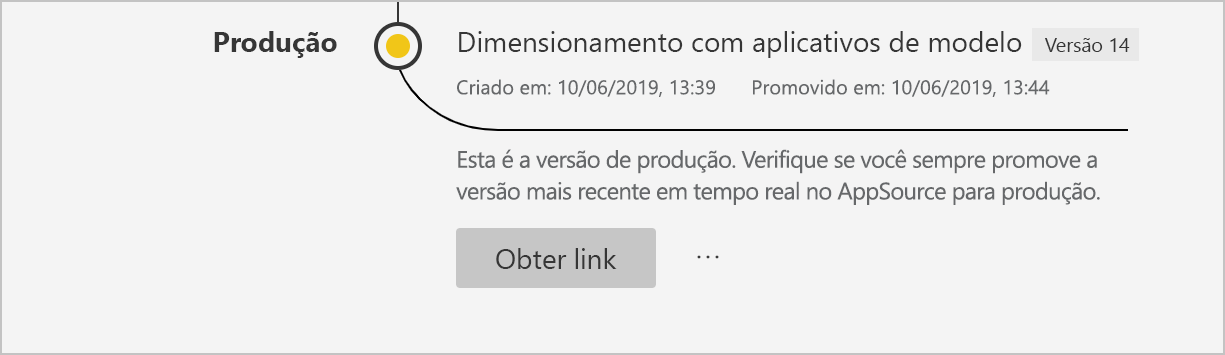 Produção
Dimensionamento com aplicativos de modelo Versão 14
Criado em: 10/06/2019, 13:39 Promovido em: 10/06/2019, 13:44
Esta é a versão de produção. Verifique se você sempre promove a
versão mais recente em tempo real no AppSource para produção.
Obter link ...